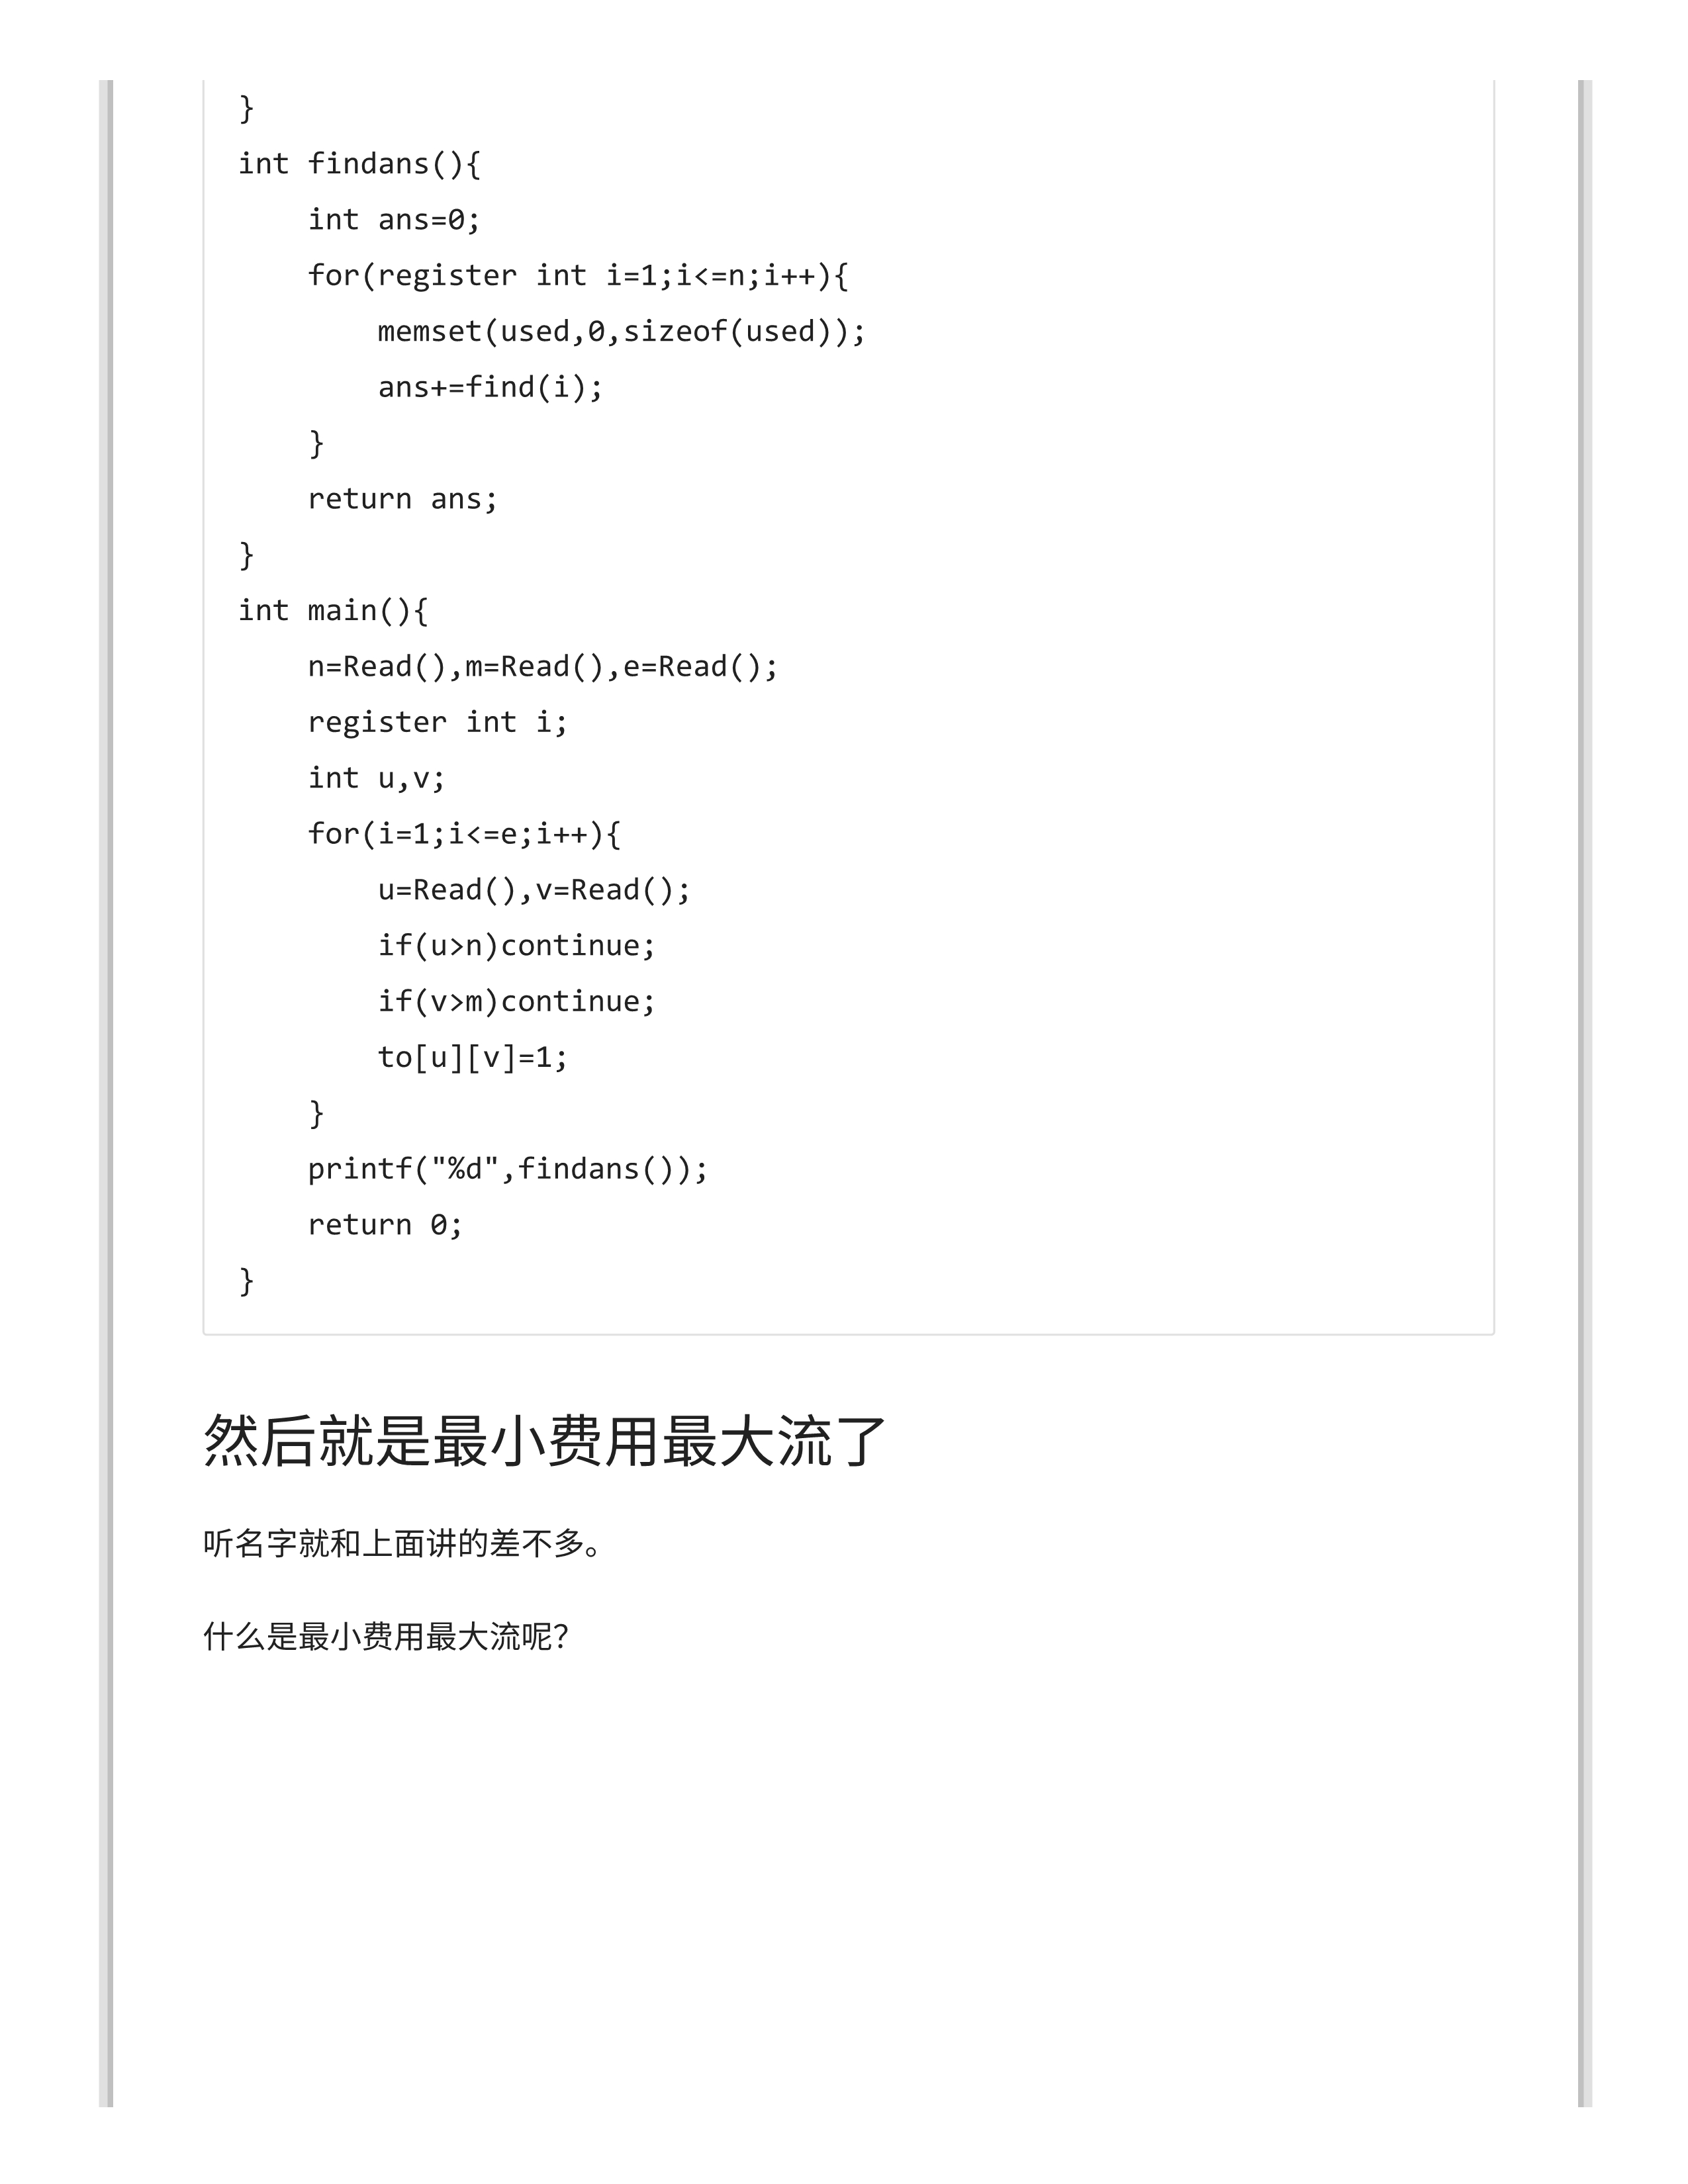 }
int findans(){
    int ans=0;
    for(register int i=1;i<=n;i++){
        memset(used,0,sizeof(used));
        ans+=find(i);
    }
    return ans;
}
int main(){
    n=Read(),m=Read(),e=Read();
    register int i;
    int u,v;
    for(i=1;i<=e;i++){
        u=Read(),v=Read();
        if(u>n)continue;
        if(v>m)continue;
        to[u][v]=1;
    }
    printf("%d",findans());
    return 0;
}
然后就是最小费用最大流了
听名字就和上面讲的差不多。
什么是最小费用最大流呢？